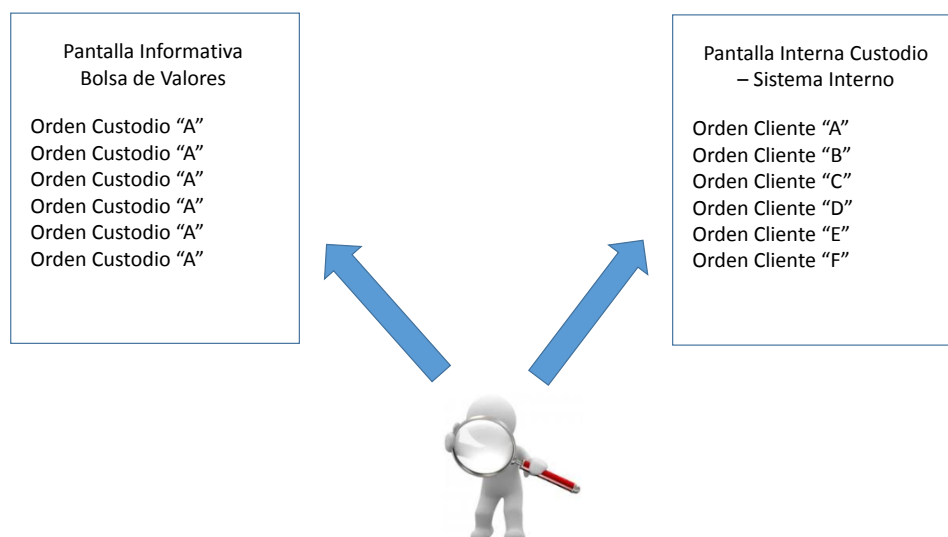 Pantalla Informativa
Bolsa de Valores
Orden Custodio “A”
Orden Custodio “A”
Orden Custodio “A”
Orden Custodio “A”
Orden Custodio “A”
Orden Custodio “A”
Pantalla Interna Custodio
– Sistema Interno
Orden Cliente “A”
Orden Cliente “B”
Orden Cliente “C”
Orden Cliente “D”
Orden Cliente “E”
Orden Cliente “F”